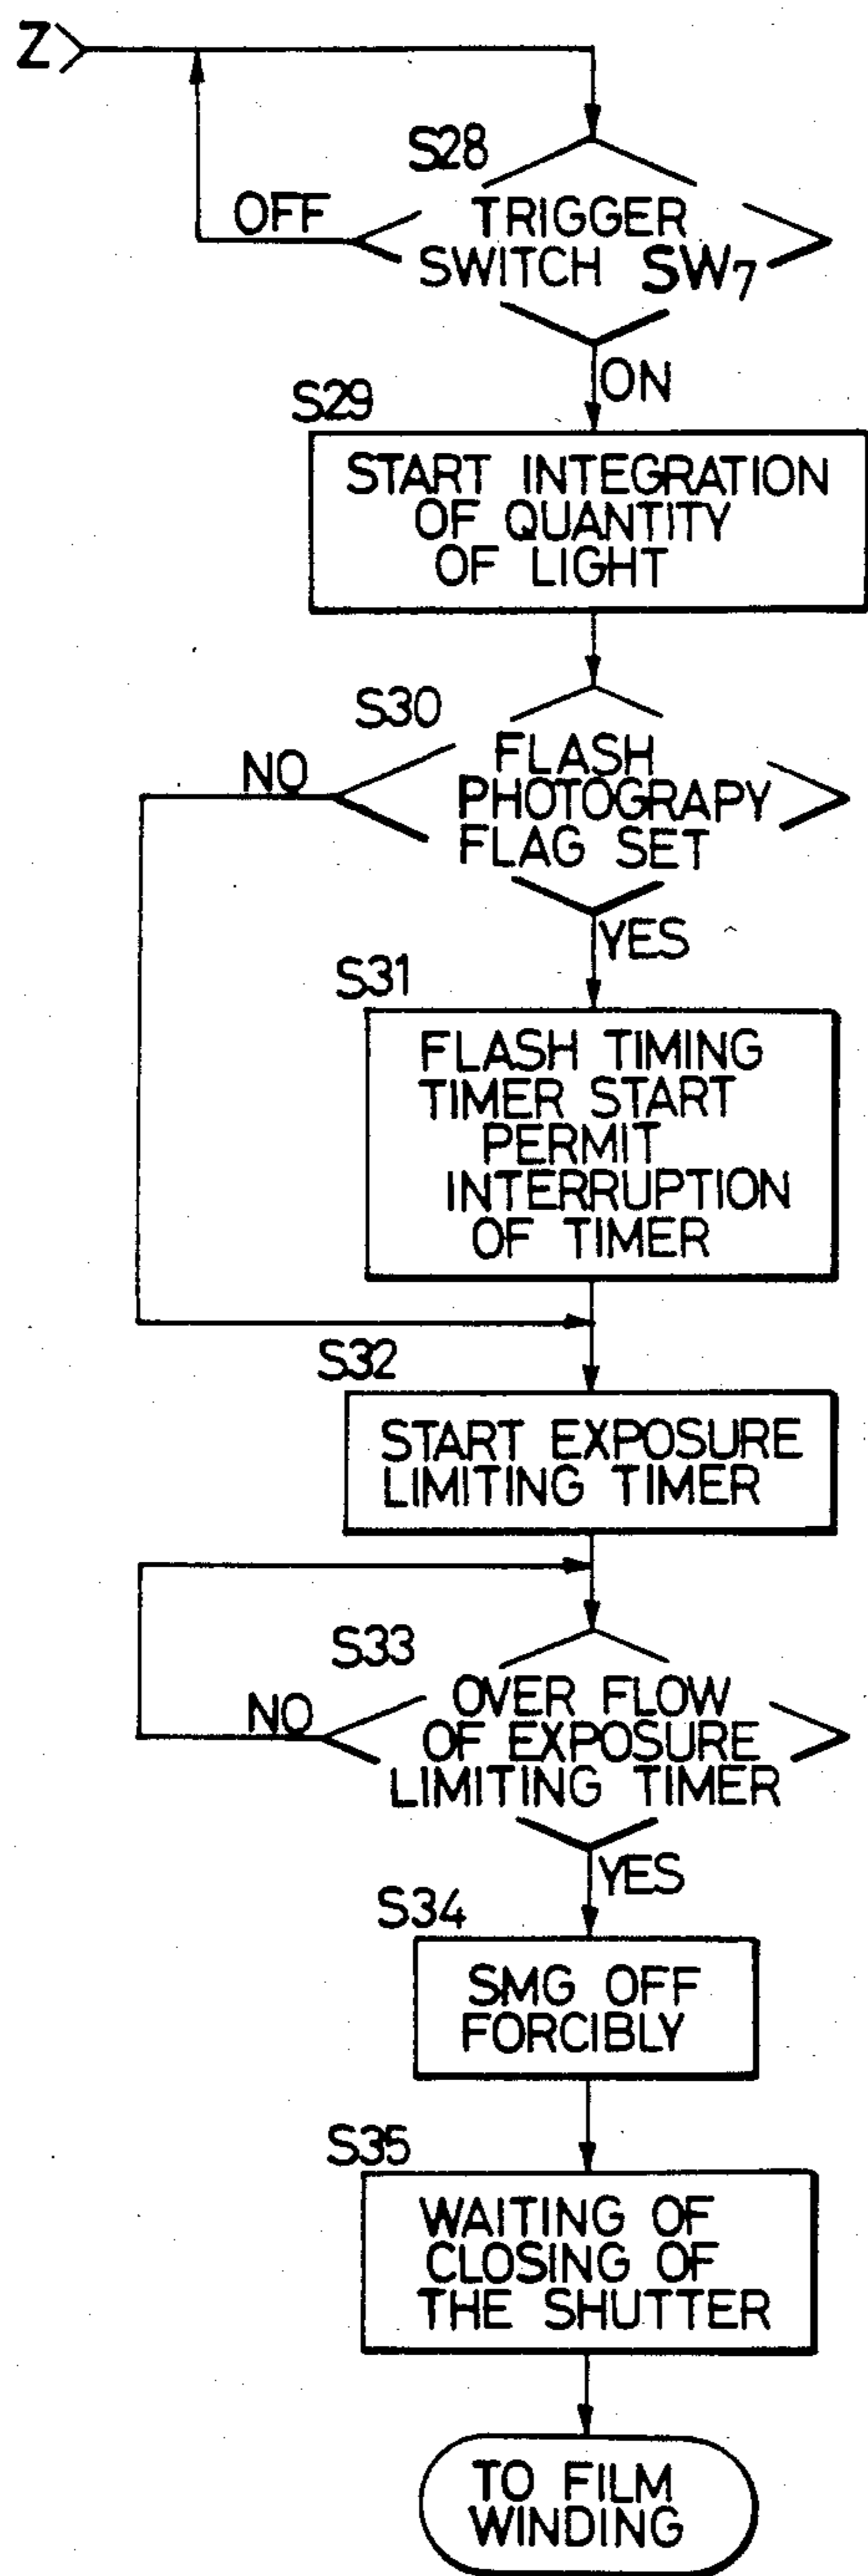 Z
S28
OFF
TRIGGER
SWITCH SW7
ON
S29
START INTEGRATION
OF QUANTITY
OF LIGHT
S30
NO
FLASH
PHOTOGRAPY
FLAG SET
YES
S31
FLASH TIMING
TIMER START
PERMIT
INTERRUPTION
OF TIMER
S32
START EXPOSURE
LIMITING TIMER
S33
NO
OVER FLOW
OF EXPOSURE
LIMITING TIMER
YES
S34
SMG OFF
FORCIBLY
S35
WAITING OF
CLOSING OF
THE SHUTTER
TO FILM
WINDING